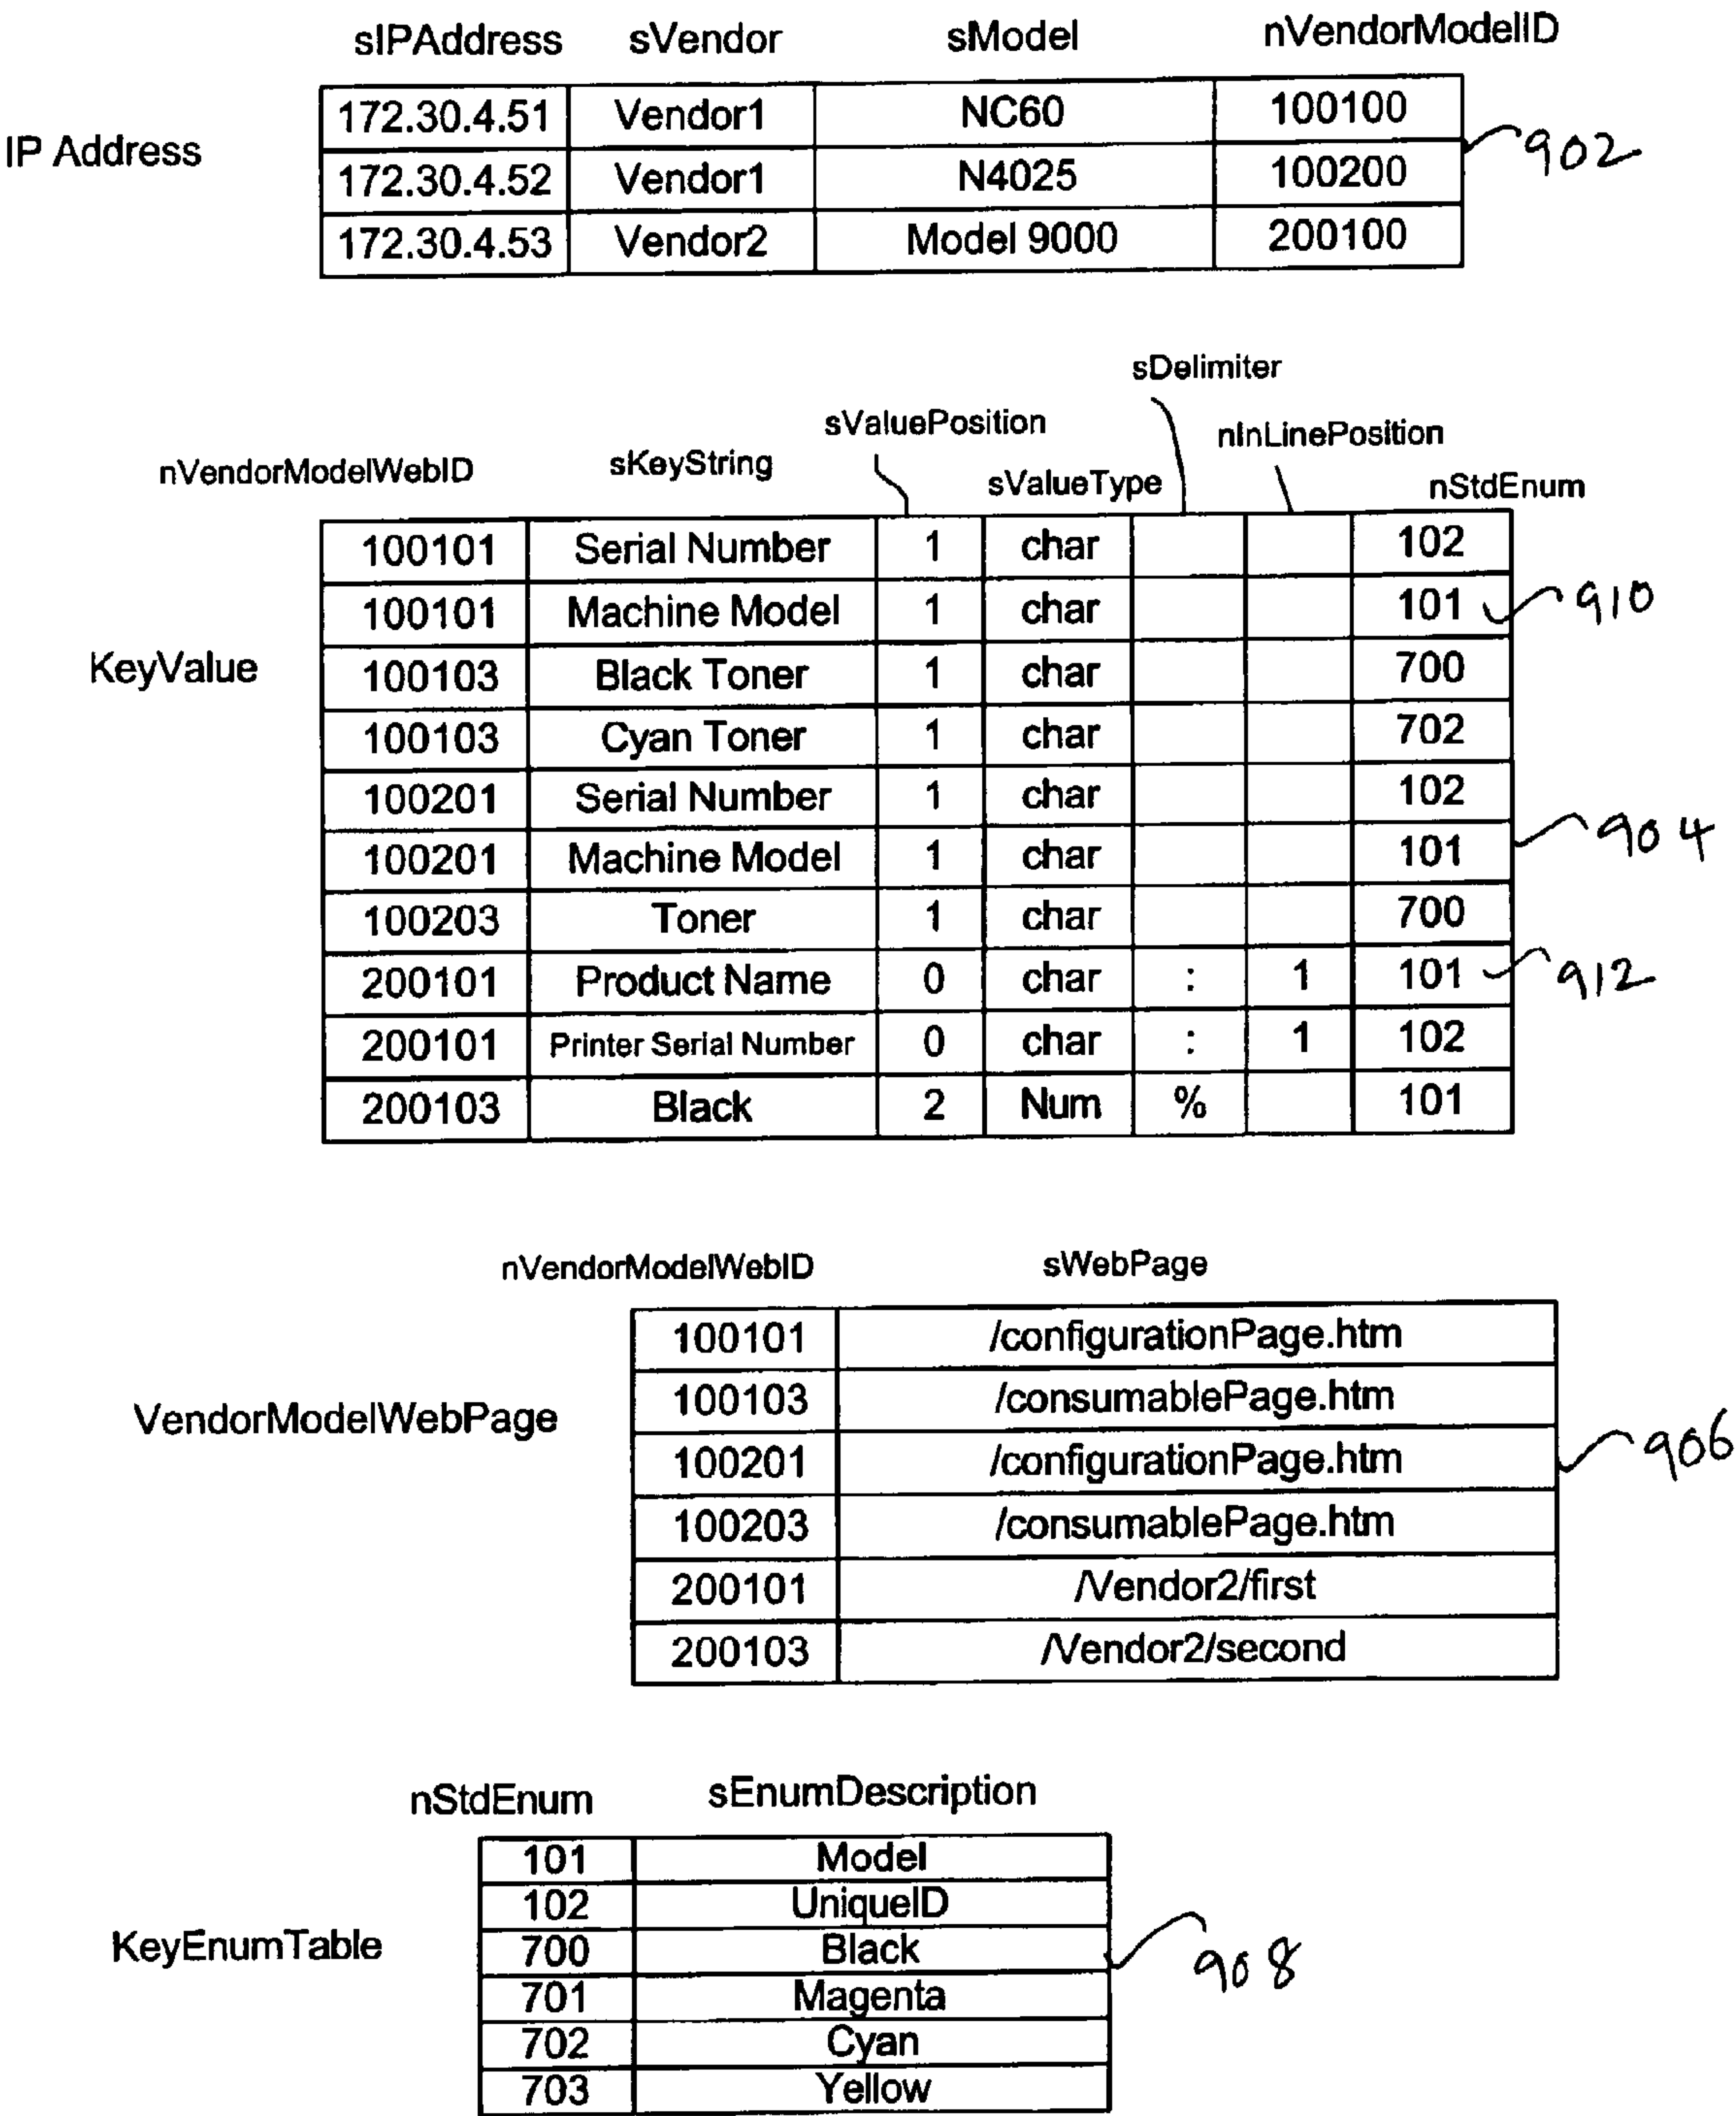 sIPAddress sVendor sModel nVendorModelID
IP Address
172.30.4.51 Vendor1 NC60 100100
172.30.4.52 Vendor1 N4025 100200
172.30.4.53 Vendor2 Model 9000 200100
902
sDelimiter
sValuePosition nInLinePosition
nVendorModelWebID sKeyString sValueType nStdEnum
KeyValue
100101 Serial Number 1 char 102
100101 Machine Model 1 char 101 910
100103 Black Toner 1 char 700
100103 Cyan Toner 1 char 702
100201 Serial Number 1 char 102
100201 Machine Model 1 char 101
904
100203 Toner 1 char 700
200101 Product Name 0 char : 1 101 912
200101 Printer Serial Number 0 char : 1 102
200103 Black 2 Num % 101
nVendorModelWebID sWebPage
VendorModelWebPage
100101 /configurationPage.htm
100103 /consumablePage.htm
100201 /configurationPage.htm
906
100203 /consumablePage.htm
200101 /Vendor2/first
200103 /Vendor2/second
nStdEnum sEnumDescription
KeyEnumTable
101 Model
102 UniqueID
700 Black
908
701 Magenta
702 Cyan
703 Yellow